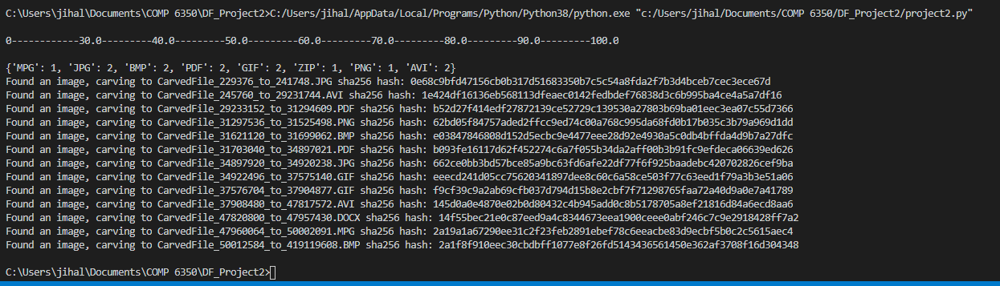 C:\Users\jihal\Documents\COMP 6350\DF_Project2>C:/Users/jihal/AppData/Local/Programs/Python/Python38/python.exe "c:/Users/jihal/Documents/COMP 6350/DF_Project2/project2.py"
0------------30.0---------40.0---------50.0---------60.0---------70.0---------80.0---------90.0---------100.0
{'MPG': 1, 'JPG': 2, 'BMP': 2, 'PDF': 2, 'GIF': 2, 'ZIP': 1, 'PNG': 1, 'AVI': 2}
Found an image, carving to CarvedFile_229376_to_241748.JPG sha256 hash: 0e68c9bfd47156cb0b317d51683350b7c5c54a8fda2f7b3d4bceb7cec3ece67d
Found an image, carving to CarvedFile_245760_to_29231744.AVI sha256 hash: 1e424df16136eb568113dfeaec0142fedbdef76838d3c6b995ba4ce4a5a7df16
Found an image, carving to CarvedFile_29233152_to_31294609.PDF sha256 hash: b52d27f414edf27872139ce52729c139530a27803b69ba01eec3ea07c55d7366
Found an image, carving to CarvedFile_31297536_to_31525498.PNG sha256 hash: 62bd05f84757aded2ffcc9ed74c00a768c995da68fd0b17b035c3b79a969d1dd
Found an image, carving to CarvedFile_31621120_to_31699062.BMP sha256 hash: e03847846808d152d5ecbc9e4477eee28d92e4930a5c0db4bffda4d9b7a27dfc
Found an image, carving to CarvedFile_31703040_to_34897021.PDF sha256 hash: b093fe16117d62f452274c6a7f055b34da2aff00b3b91fc9efdeca06639ed626
Found an image, carving to CarvedFile_34897920_to_34920238.JPG sha256 hash: 662ce0bb3bd57bce85a9bc63fd6afe22df77f6f925baadebc420702826cef9ba
Found an image, carving to CarvedFile_34922496_to_37575140.GIF sha256 hash: eeecd241d05cc75620341897dee8c60c6a58ce503f77c63eed1f79a3b3e51a06
Found an image, carving to CarvedFile_37576704_to_37904877.GIF sha256 hash: f9cf39c9a2ab69cfb037d794d15b8e2cbf7f71298765faa72a40d9a0e7a41789
Found an image, carving to CarvedFile_37908480_to_47817572.AVI sha256 hash: 145d0a0e4870e02b0d80432c4b945add0c8b5178705a8ef21816d84a6ecd8aa6
Found an image, carving to CarvedFile_47820800_to_47957430.DOCX sha256 hash: 14f55bec21e0c87eed9a4c8344673eea1900ceee0abf246c7c9e2918428ff7a2
Found an image, carving to CarvedFile_47960064_to_50002091.MPG sha256 hash: 2a19a1a67290ee31c2f23feb2891ebef78c6eeacbe83d9ecbf5b0c2c5615aec4
Found an image, carving to CarvedFile_50012584_to_419119608.BMP sha256 hash: 2a1f8f910eec30cbdbff1077e8f26fd5143436561450e362af3708f16d304348
C:\Users\jihal\Documents\COMP 6350\DF_Project2>